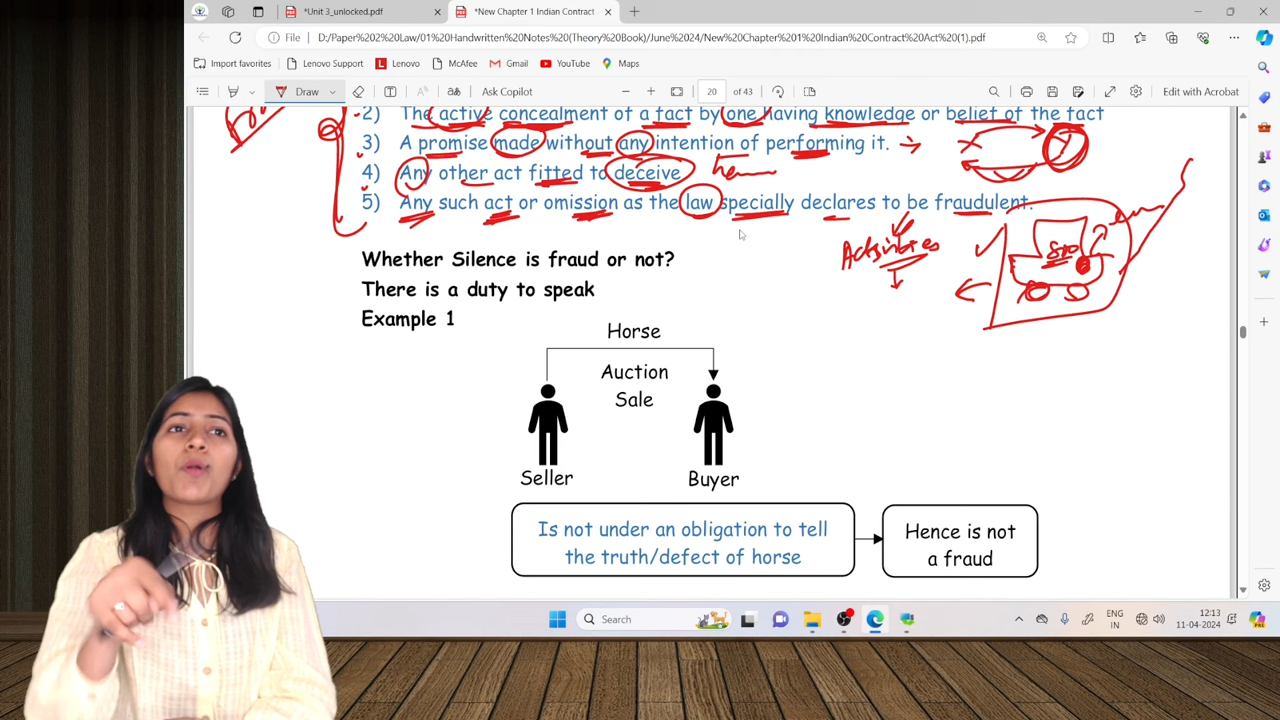 *Unit 3_unlocked.pdf
*New Chapter 1 Indian Contract
File
D:/Paper%202%20Law/01%20Handwritten%20Notes%20(Theory%20Book)/June%2024/New%20Chapter%201%20Indian%20Contract%20Act%20(1).pdf
Import favorites
Lenovo Support
L Lenovo
McAfee
Gmail
YouTube
Maps
Draw
Ask Copilot
20 of 43
Edit with Acrobat
2) The active concealment of a fact by one having knowledge or belief of the fact
3) A promise made without any intention of performing it.
X Y
4) Any other act fitted to deceive
5) Any such act or omission as the law specially declares to be fraudulent.
Activities
Whether Silence is fraud or not?
There is a duty to speak
Example 1
Horse
Auction
Sale
Seller
Buyer
Is not under an obligation to tell
the truth/defect of horse
Hence is not
a fraud
Search
ENG
IN
12:13
11-04-2024